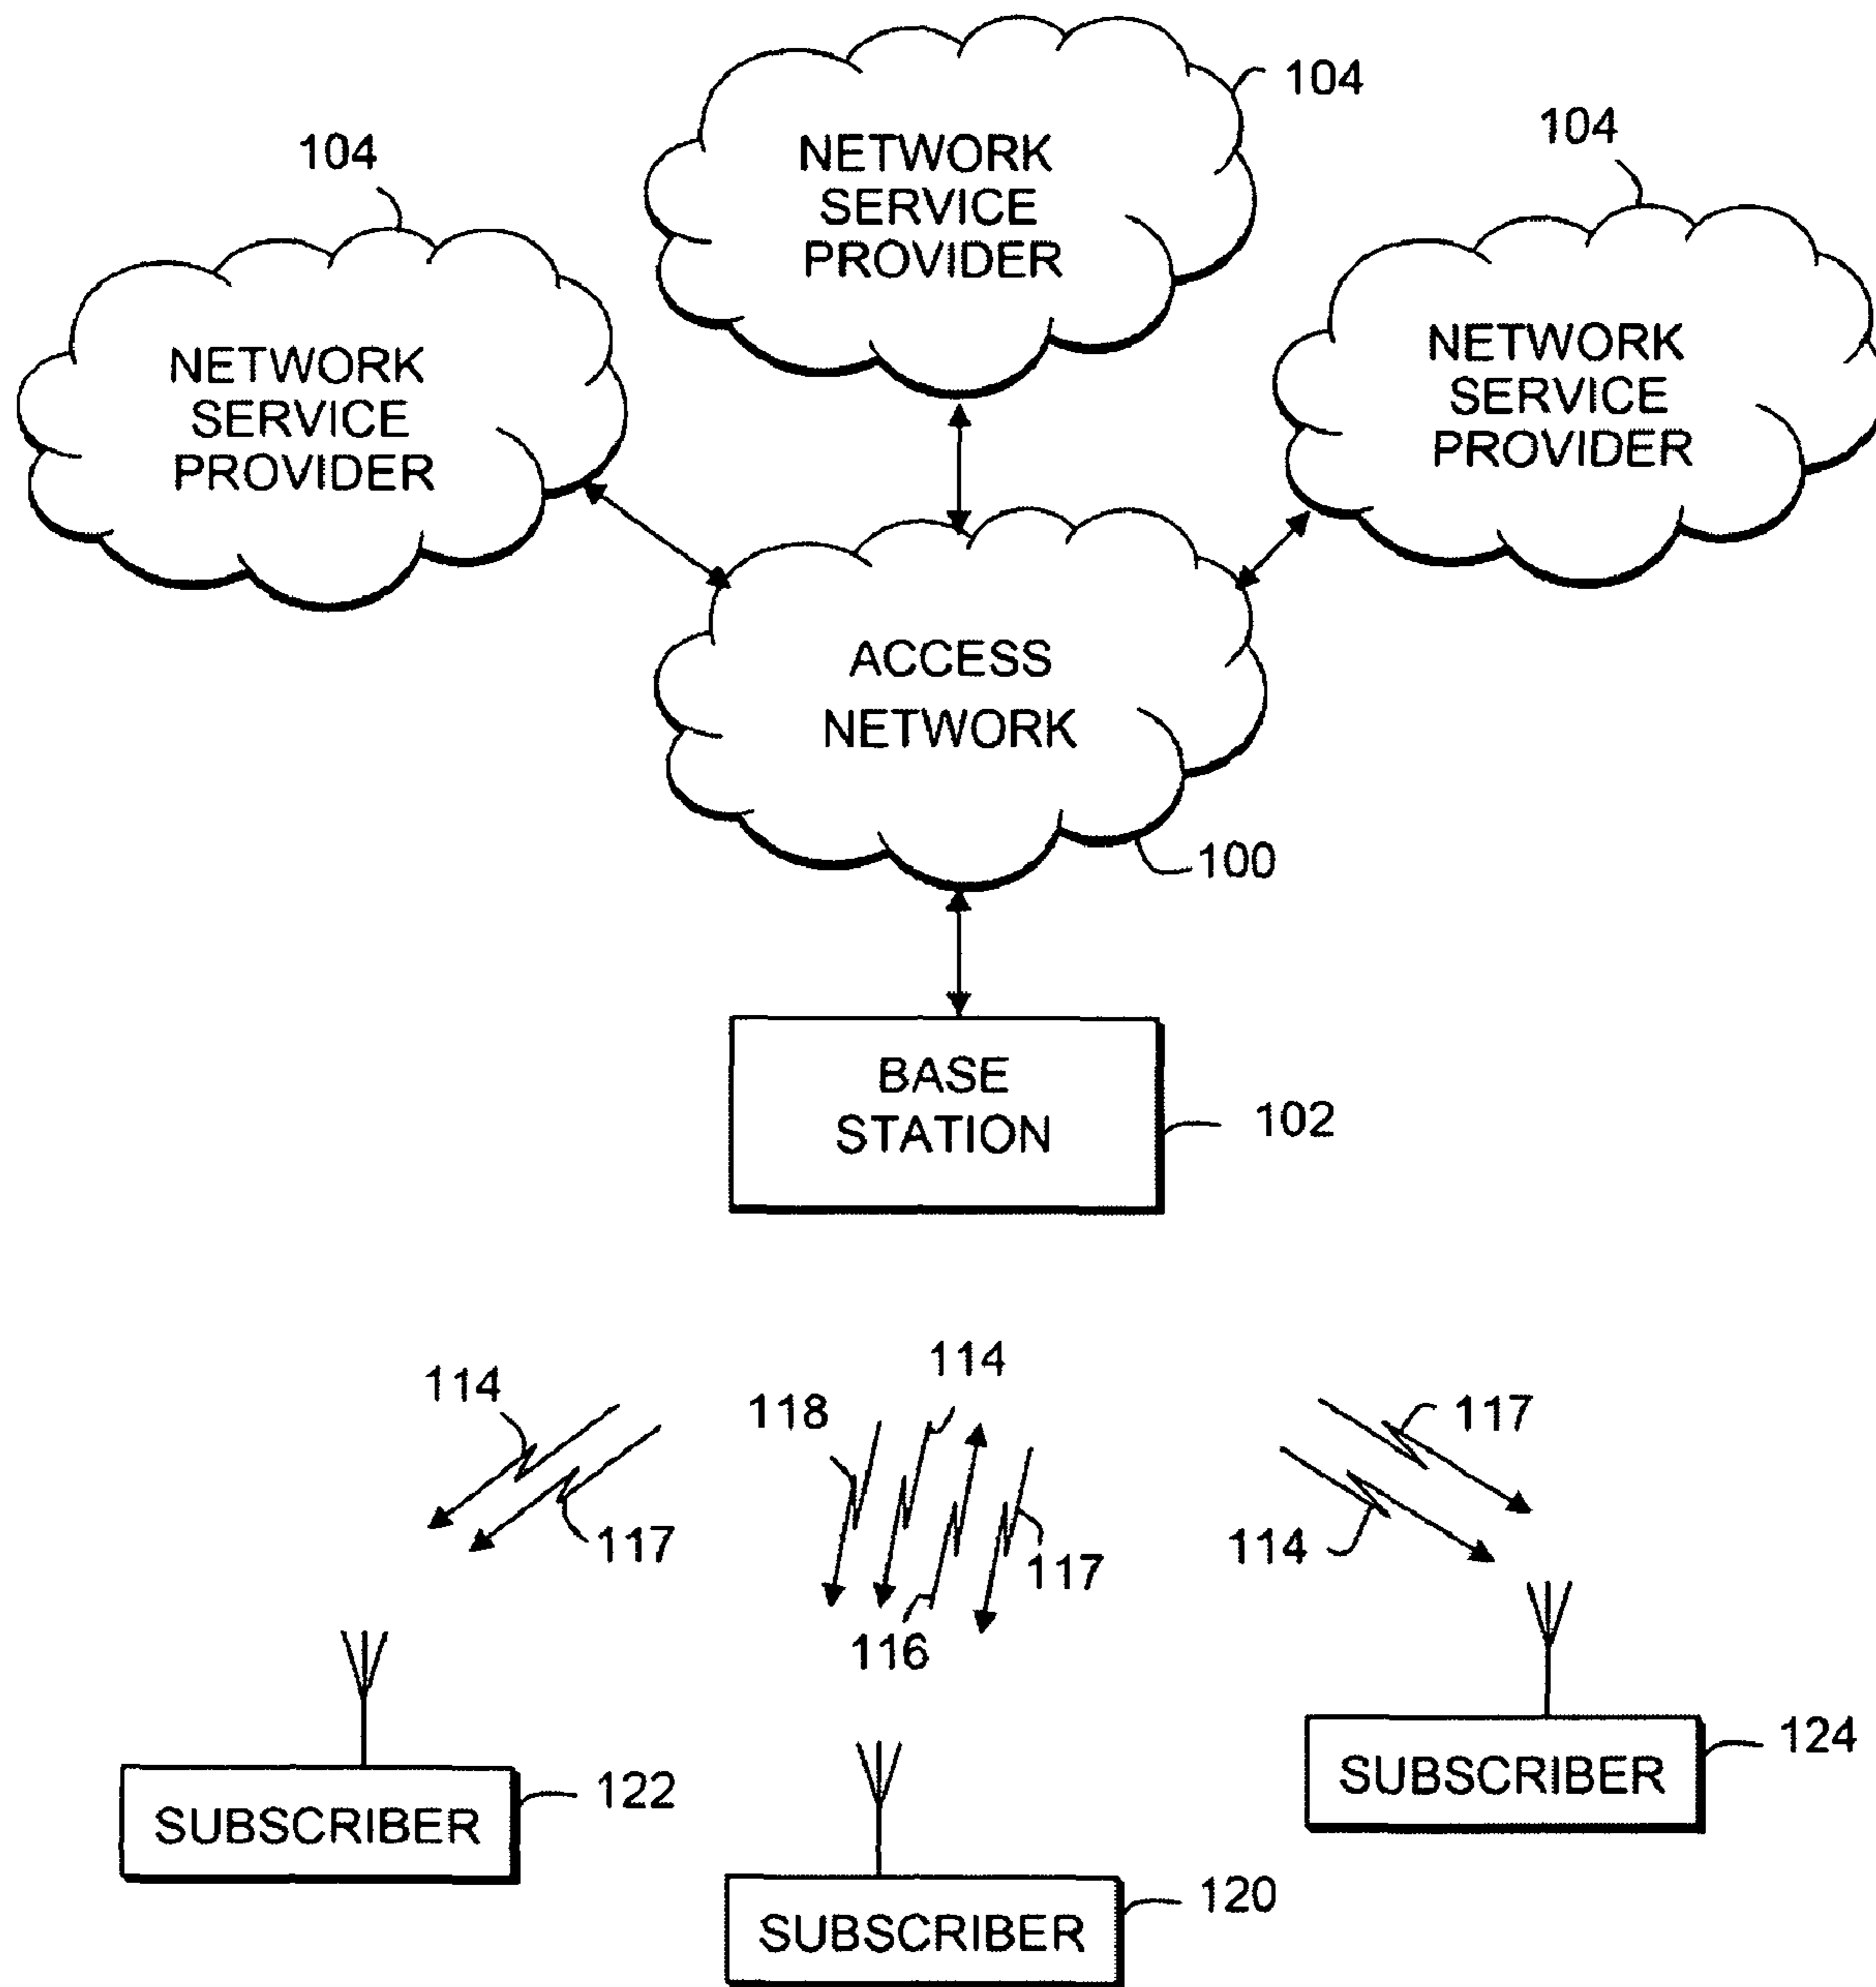 104
NETWORK
SERVICE
PROVIDER
104
NETWORK
SERVICE
PROVIDER
104
NETWORK
SERVICE
PROVIDER
ACCESS
NETWORK
100
BASE
STATION
102
114
117
118
114
116
117
117
114
SUBSCRIBER
122
SUBSCRIBER
120
SUBSCRIBER
124